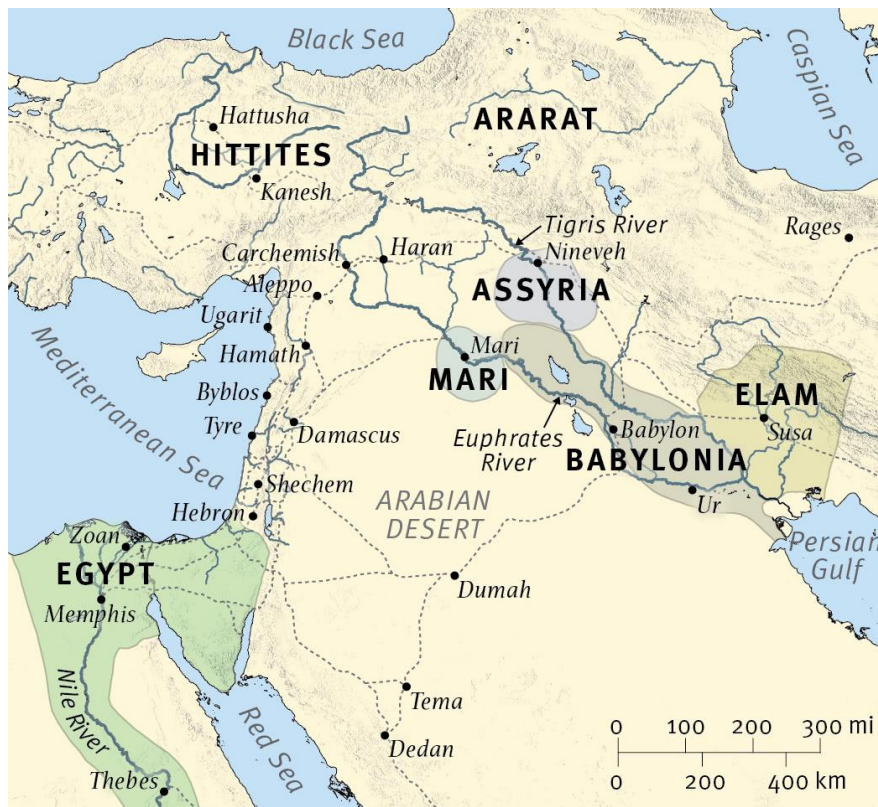 Black Sea
Caspian Sea
Hattusha
HITTITES
Kanesh
ARARAT
Tigris River
Rages
Carchemish
Haran
Nineveh
Aleppo
ASSYRIA
Ugarit
Hamath
Mari
MARI
Mediterranean Sea
Byblos
ELAM
Tyre
Damascus
Euphrates
River
Babylon
Susa
BABYLONIA
Shechem
ARABIAN
DESERT
Ur
Hebron
Zoan
EGYPT
Persian
Gulf
Dumah
Memphis
Nile River
Tema
Red Sea
Dedan
Thebes
0 100 200 300 mi
0 200 400 km